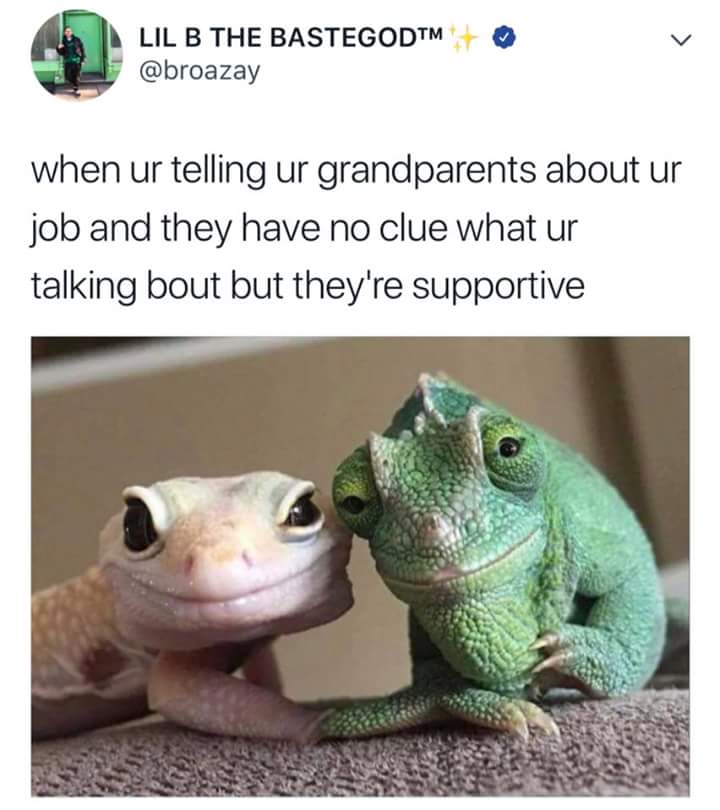 LIL B THE BASTEGOD™✨
@broazay
when ur telling ur grandparents about ur
job and they have no clue what ur
talking bout but they're supportive